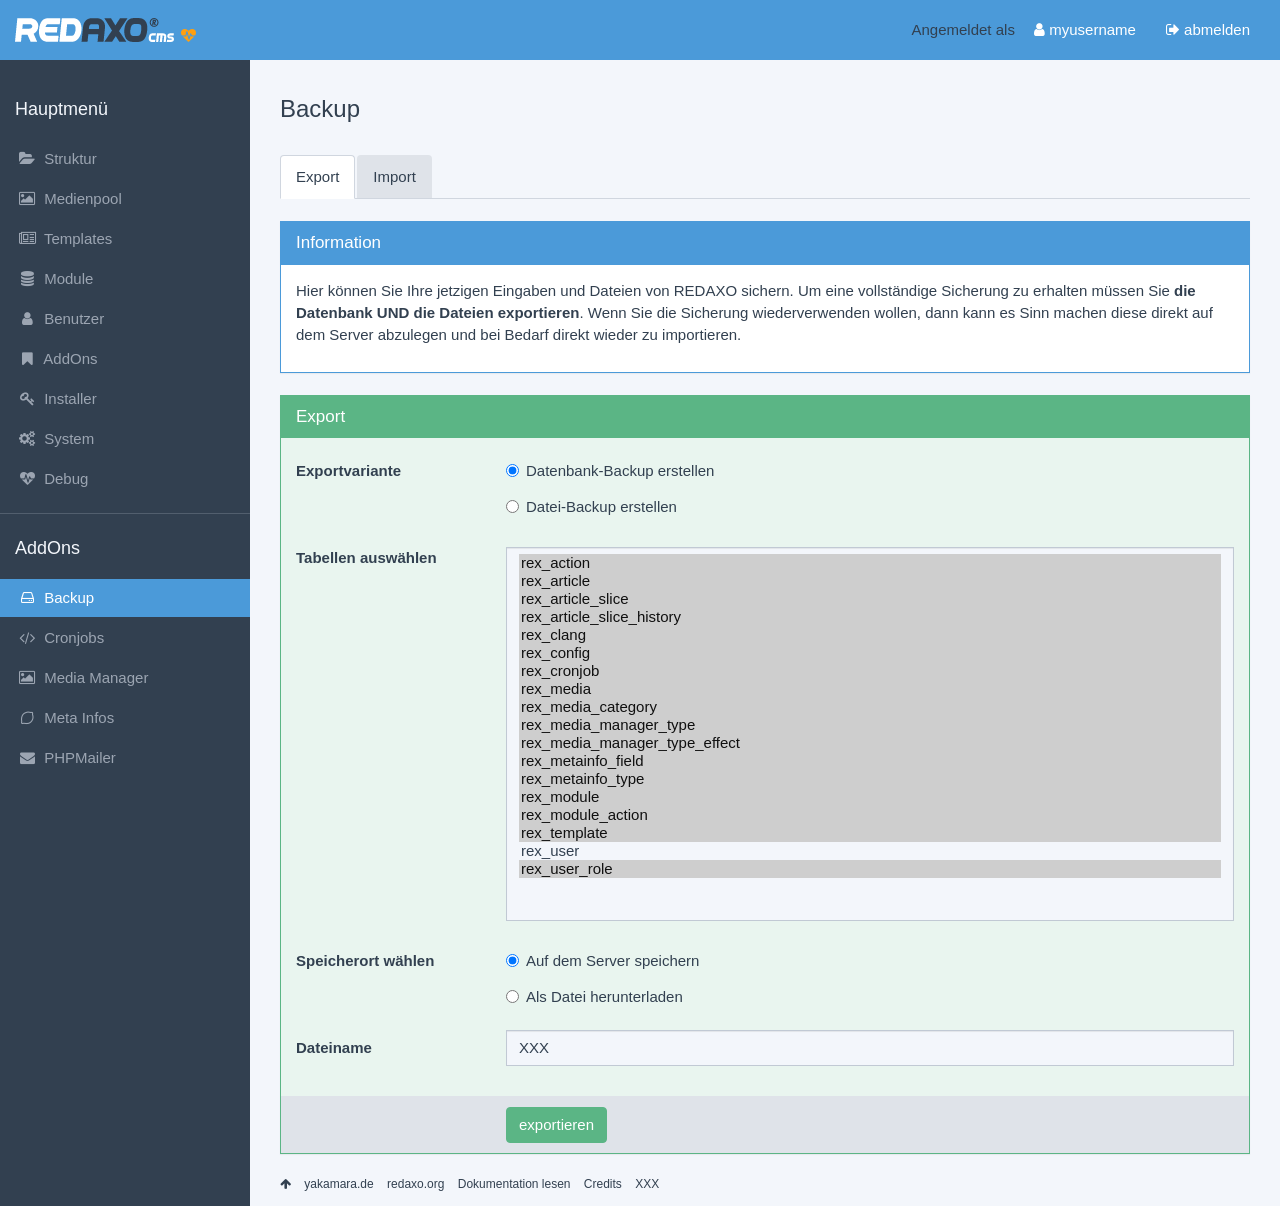 REDAXO® cms
Angemeldet als myusername abmelden
Hauptmenü
Struktur
Medienpool
Templates
Module
Benutzer
AddOns
Installer
System
Debug
AddOns
Backup
Cronjobs
Media Manager
Meta Infos
PHPMailer
Backup
Export Import
Information
Hier können Sie Ihre jetzigen Eingaben und Dateien von REDAXO sichern. Um eine vollständige Sicherung zu erhalten müssen Sie die
Datenbank UND die Dateien exportieren. Wenn Sie die Sicherung wiederverwenden wollen, dann kann es Sinn machen diese direkt auf
dem Server abzulegen und bei Bedarf direkt wieder zu importieren.
Export
Exportvariante Datenbank-Backup erstellen
Datei-Backup erstellen
Tabellen auswählen
rex_action
rex_article
rex_article_slice
rex_article_slice_history
rex_clang
rex_config
rex_cronjob
rex_media
rex_media_category
rex_media_manager_type
rex_media_manager_type_effect
rex_metainfo_field
rex_metainfo_type
rex_module
rex_module_action
rex_template
rex_user
rex_user_role
Speicherort wählen Auf dem Server speichern
Als Datei herunterladen
Dateiname XXX
exportieren
yakamara.de redaxo.org Dokumentation lesen Credits XXX